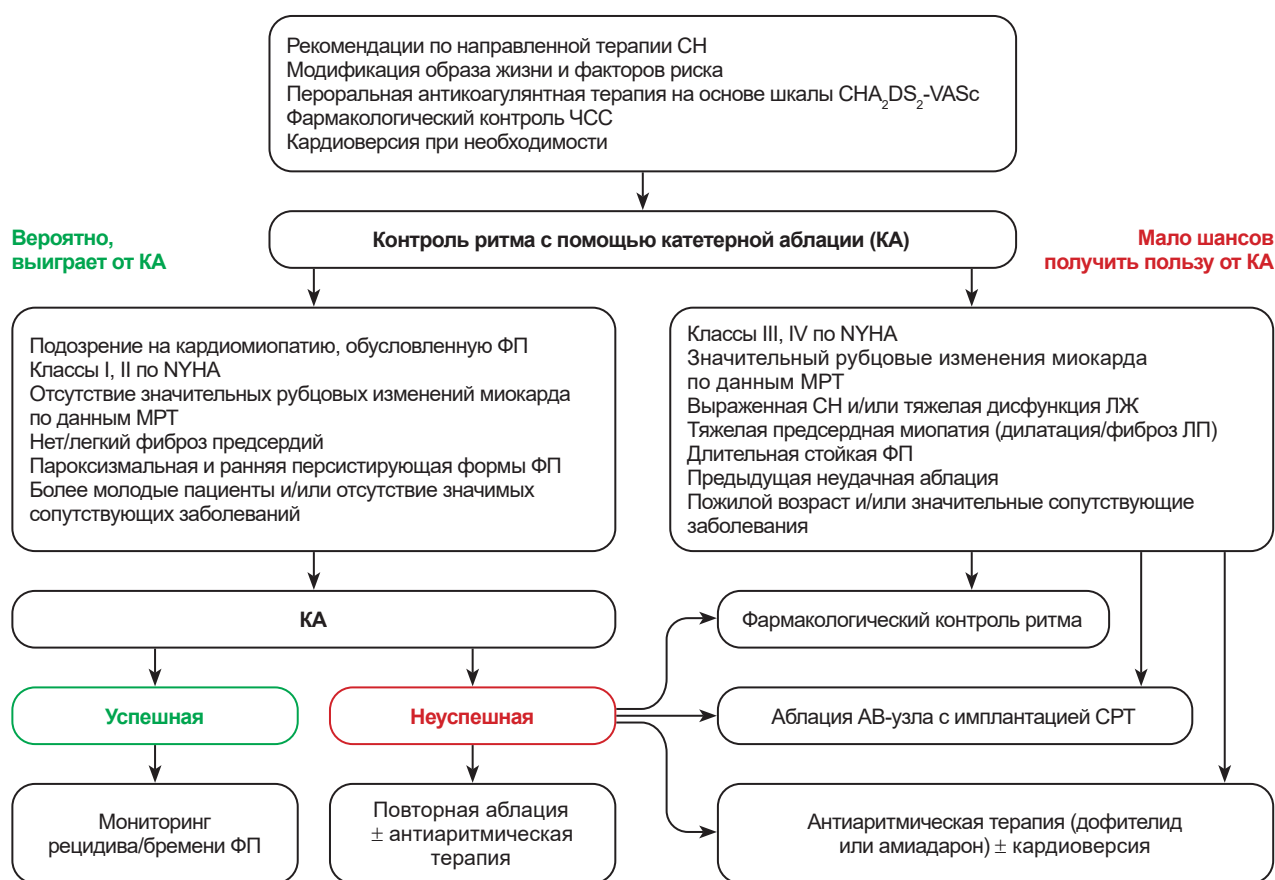 Рекомендации по направленной терапии СН
Модификация образа жизни и факторов риска
Пероральная антикоагулянтная терапия на основе шкалы CHA₂DS₂-VASc
Фармакологический контроль ЧСС
Кардиоверсия при необходимости
Вероятно,
выиграет от КА
Контроль ритма с помощью катетерной аблации (КА)
Мало шансов
получить пользу от КА
Подозрение на кардиомиопатию, обусловленную ФП
Классы I, II по NYHA
Отсутствие значительных рубцовых изменений миокарда
по данным МРТ
Нет/легкий фиброз предсердий
Пароксизмальная и ранняя персистирующая формы ФП
Более молодые пациенты и/или отсутствие значимых
сопутствующих заболеваний
Классы III, IV по NYHA
Значительный рубцовые изменения миокарда
по данным МРТ
Выраженная СН и/или тяжелая дисфункция ЛЖ
Тяжелая предсердная миопатия (дилатация/фиброз ЛП)
Длительная стойкая ФП
Предыдущая неудачная аблация
Пожилой возраст и/или значительные сопутствующие
заболевания
КА
Фармакологический контроль ритма
Успешная
Неуспешная
Аблация АВ-узла с имплантацией СРТ
Мониторинг
рецидива/бремени ФП
Повторная аблация
± антиаритмическая
терапия
Антиаритмическая терапия (дофителид
или амиадарон) ± кардиоверсия